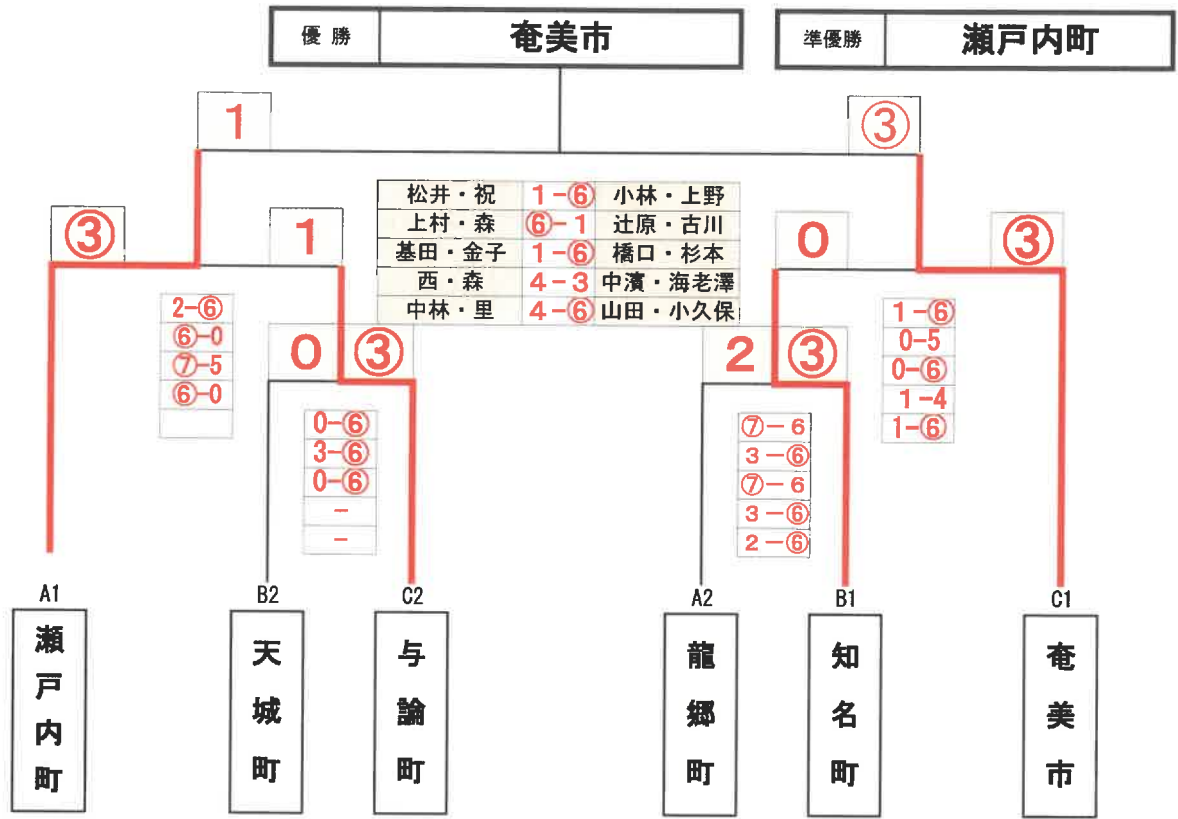 優勝 奄美市 準優勝 瀬戸内町
1 ③
松井・祝 1-⑥ 小林・上野
上村・森 ⑥-1 辻原・古川
基田・金子 1-⑥ 橋口・杉本
西・森 4-3 中濱・海老澤
中林・里 4-⑥ 山田・小久保
③ 1 0 ③
2-⑥
⑥-0
⑦-5
⑥-0
1-⑥
0-5
0-⑥
1-4
1-⑥
0 ③ 2 ③
0-⑥
3-⑥
0-⑥
-
-
⑦-6
3-⑥
⑦-6
3-⑥
2-⑥
A1 B2 C2 A2 B1 C1
瀬戸内町
天城町
与論町
龍郷町
知名町
奄美市